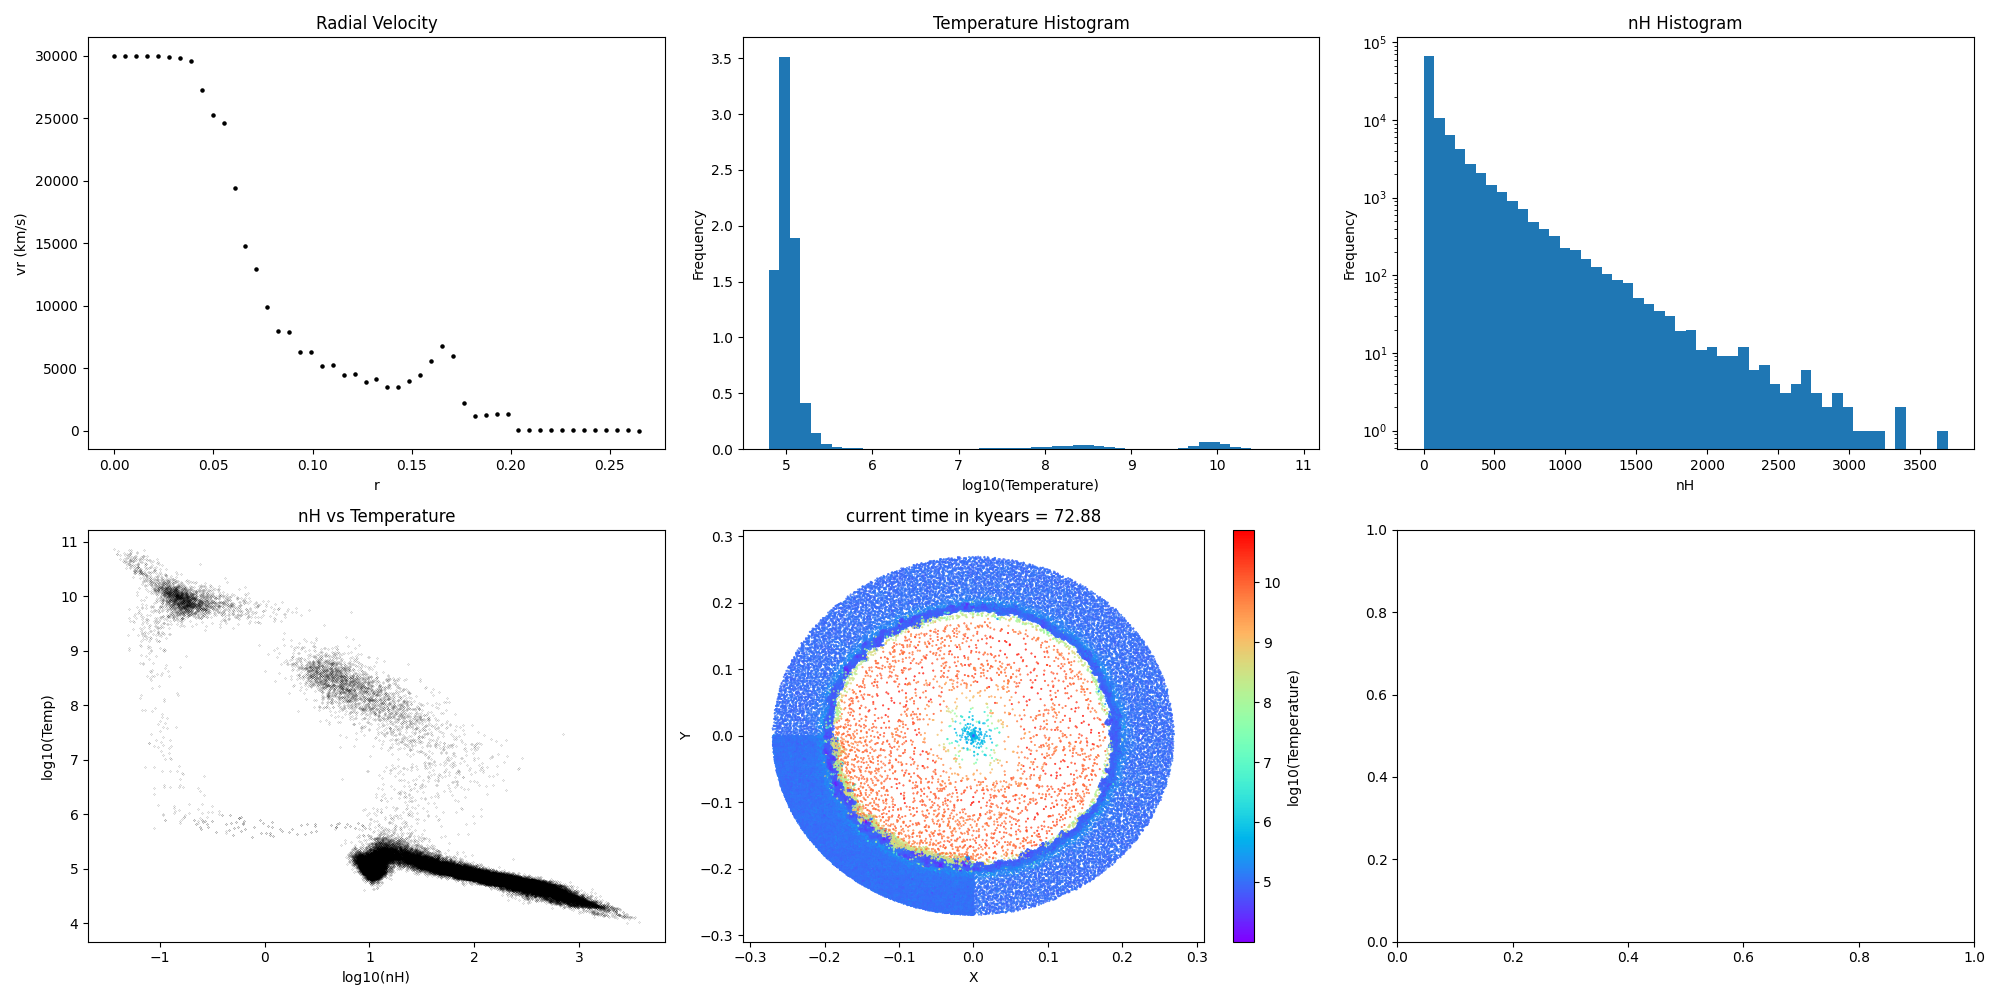 Radial Velocity
30000
25000
20000
15000
10000
5000
0
vr (km/s)
0.00 0.05 0.10 0.15 0.20 0.25
r
Temperature Histogram
3.5
3.0
2.5
2.0
1.5
1.0
0.5
0.0
Frequency
5 6 7 8 9 10 11
log10(Temperature)
nH Histogram
10^5
10^4
10^3
10^2
10^1
10^0
Frequency
0 500 1000 1500 2000 2500 3000 3500
nH
nH vs Temperature
11
10
9
8
7
6
5
4
log10(Temp)
−1 0 1 2 3
log10(nH)
current time in kyears = 72.88
0.3
0.2
0.1
0.0
−0.1
−0.2
−0.3
Y
−0.3 −0.2 −0.1 0.0 0.1 0.2 0.3
X
10
9
8
7
6
5
log10(Temperature)
1.0
0.8
0.6
0.4
0.2
0.0
0.0 0.2 0.4 0.6 0.8 1.0